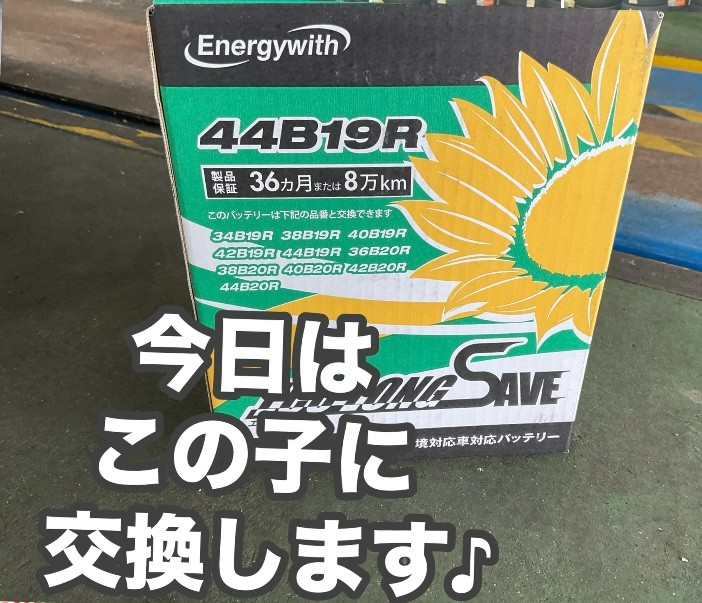 Energywith
44B19R
製品保証 36カ月または8万km
このバッテリーは下記の品番と交換できます
34B19R 38B19R 40B19R
42B19R 44B19R 36B20R
38B20R 40B20R 42B20R
44B20R
LONG SAVE
境対応車対応バッテリー
今日は
この子に
交換します♪